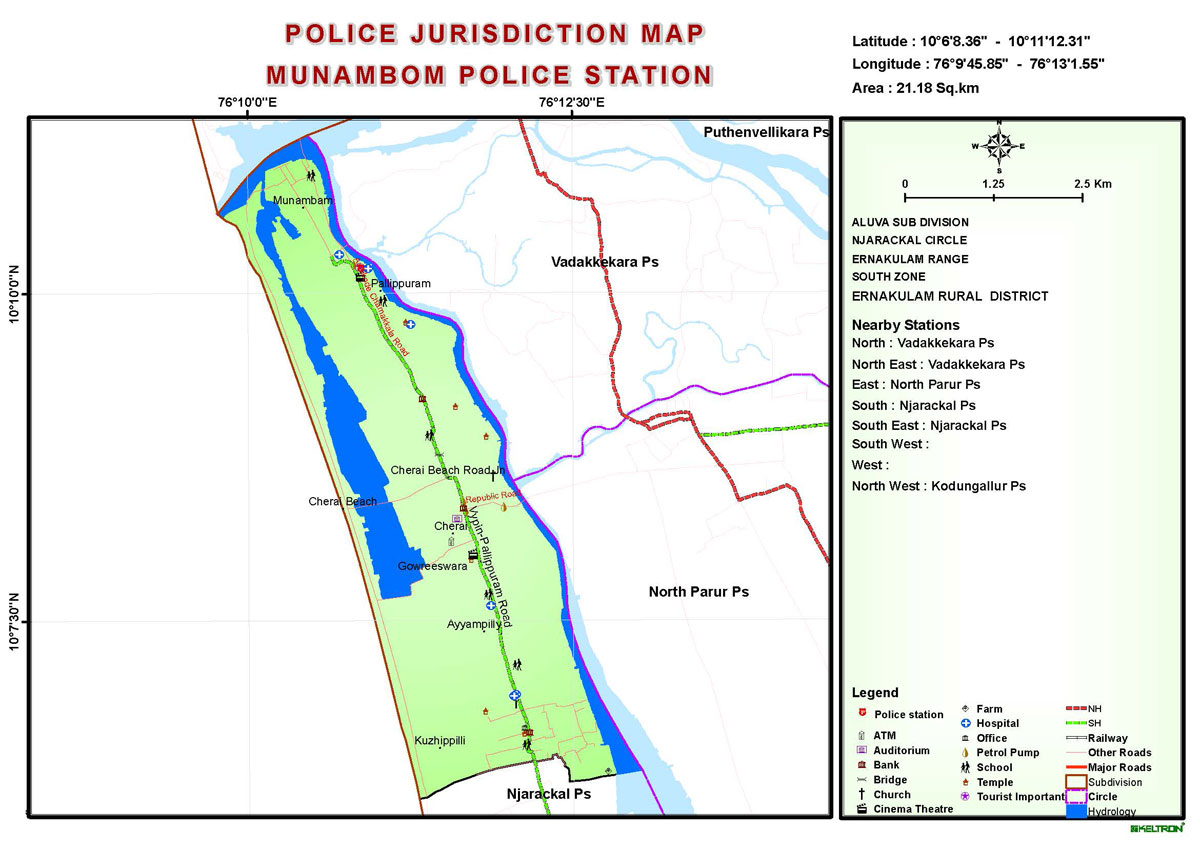 POLICE JURISDICTION MAP
MUNAMBOM POLICE STATION
Latitude : 10°6'8.36" - 10°11'12.31"
Longitude : 76°9'45.85" - 76°13'1.55"
Area : 21.18 Sq.km
76°10'0"E
76°12'30"E
10°10'0"N
10°7'30"N
Puthenvellikara Ps
Munambam
Vadakkekara Ps
Pallippuram
Chamakkala Road
Cherai Beach Road Jn
Republic Road
Cherai Beach
Cherai
Gowreeswara
Vypin-Pallippuram Road
Ayyampilly
North Parur Ps
Kuzhippilli
Njarackal Ps
N
W
E
S
0
1.25
2.5 Km
ALUVA SUB DIVISION
NJARACKAL CIRCLE
ERNAKULAM RANGE
SOUTH ZONE
ERNAKULAM RURAL DISTRICT
Nearby Stations
North : Vadakkekara Ps
North East : Vadakkekara Ps
East : North Parur Ps
South : Njarackal Ps
South East : Njarackal Ps
South West :
West :
North West : Kodungallur Ps
Legend
Police station
ATM
Auditorium
Bank
Bridge
Church
Cinema Theatre
Farm
Hospital
Office
Petrol Pump
School
Temple
Tourist Important
NH
SH
Railway
Other Roads
Major Roads
Subdivision
Circle
Hydrology
KELTRON